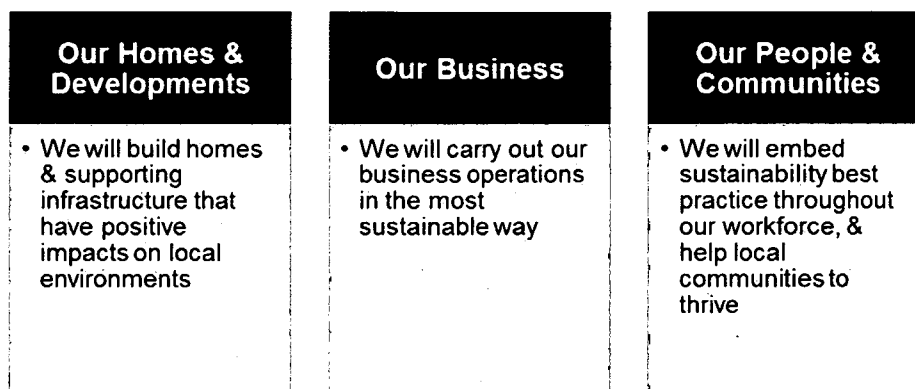 Our Homes &
Developments
• We will build homes
& supporting
infrastructure that
have positive
impacts on local
environments
Our Business
• We will carry out our
business operations
in the most
sustainable way
Our People &
Communities
• We will embed
sustainability best
practice throughout
our workforce, &
help local
communities to
thrive